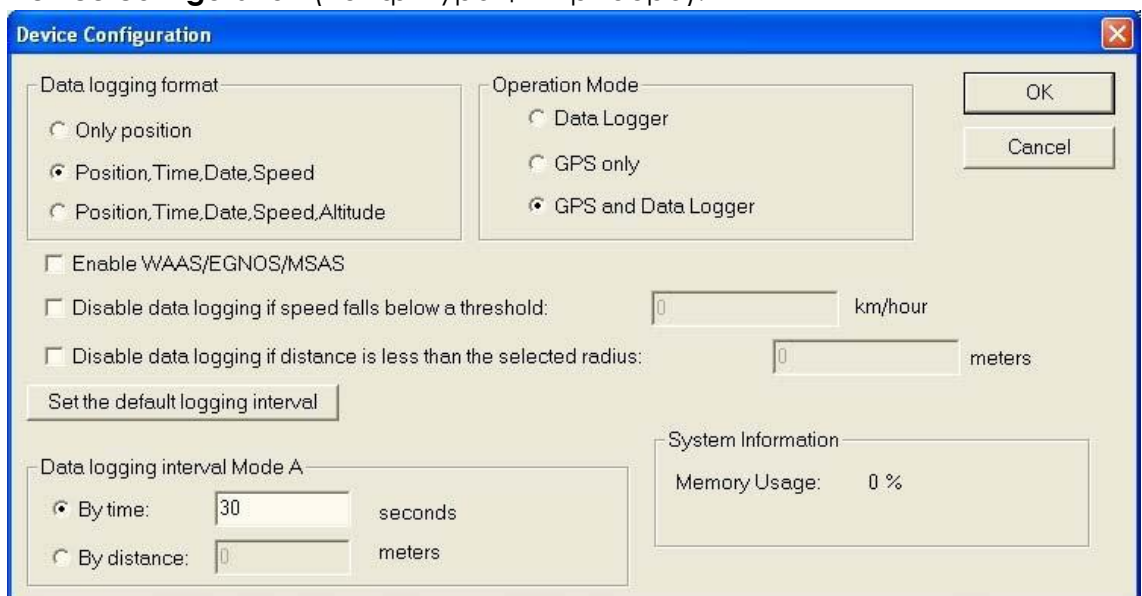 Device Configuration
Data logging format
Only position
Position,Time,Date,Speed
Position,Time,Date,Speed,Altitude
Operation Mode
Data Logger
GPS only
GPS and Data Logger
OK
Cancel
Enable WAAS/EGNOS/MSAS
Disable data logging if speed falls below a threshold: 0 km/hour
Disable data logging if distance is less than the selected radius: 0 meters
Set the default logging interval
Data logging interval Mode A
By time: 30 seconds
By distance: 0 meters
System Information
Memory Usage: 0 %